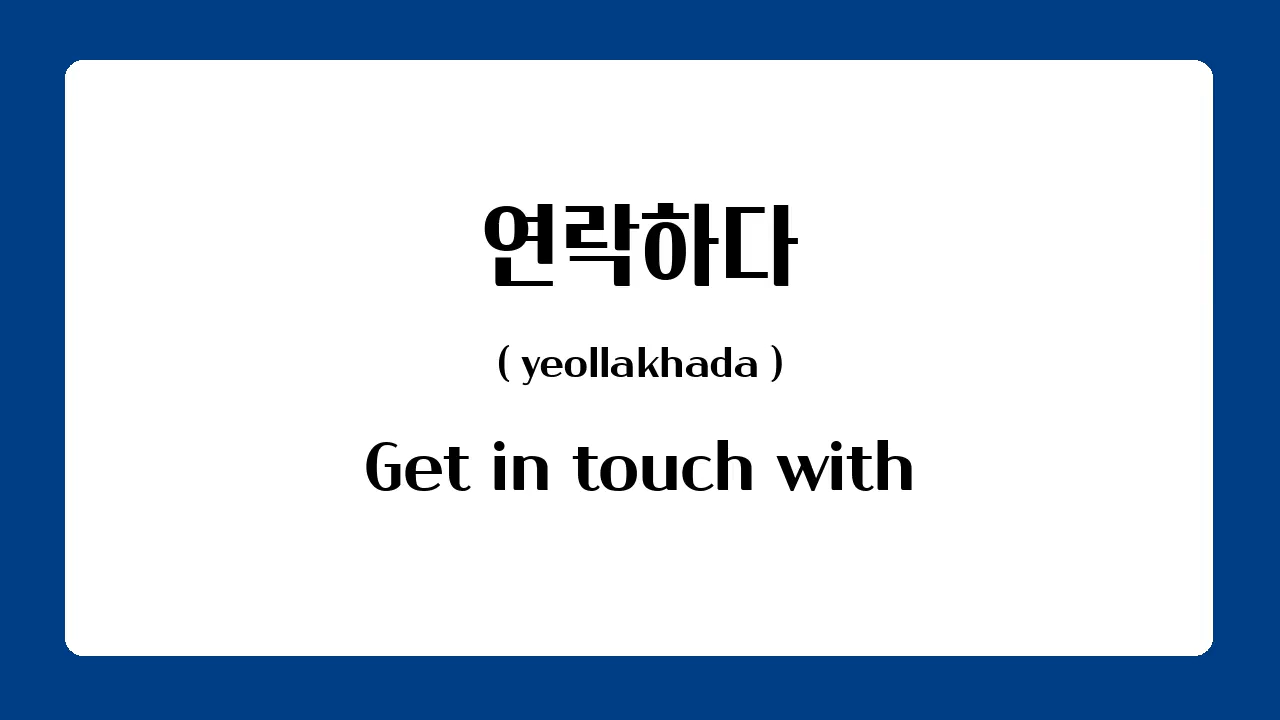 연락하다
( yeollakhada )
Get in touch with